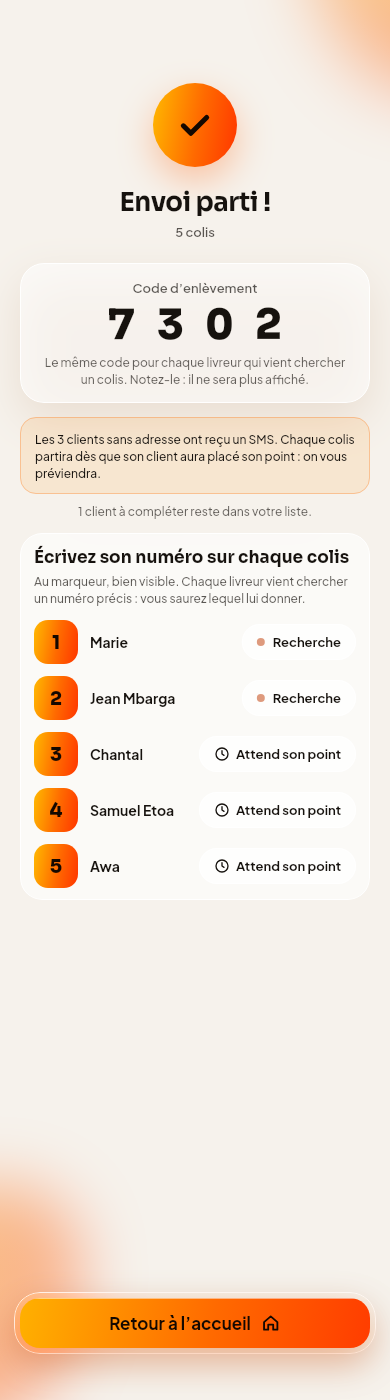 Envoi parti !
5 colis
Code d’enlèvement
7 3 0 2
Le même code pour chaque livreur qui vient chercher
un colis. Notez-le : il ne sera plus affiché.
Les 3 clients sans adresse ont reçu un SMS. Chaque colis
partira dès que son client aura placé son point : on vous
préviendra.
1 client à compléter reste dans votre liste.
Écrivez son numéro sur chaque colis
Au marqueur, bien visible. Chaque livreur vient chercher
un numéro précis : vous saurez lequel lui donner.
1 Marie Recherche
2 Jean Mbarga Recherche
3 Chantal Attend son point
4 Samuel Etoa Attend son point
5 Awa Attend son point
Retour à l’accueil